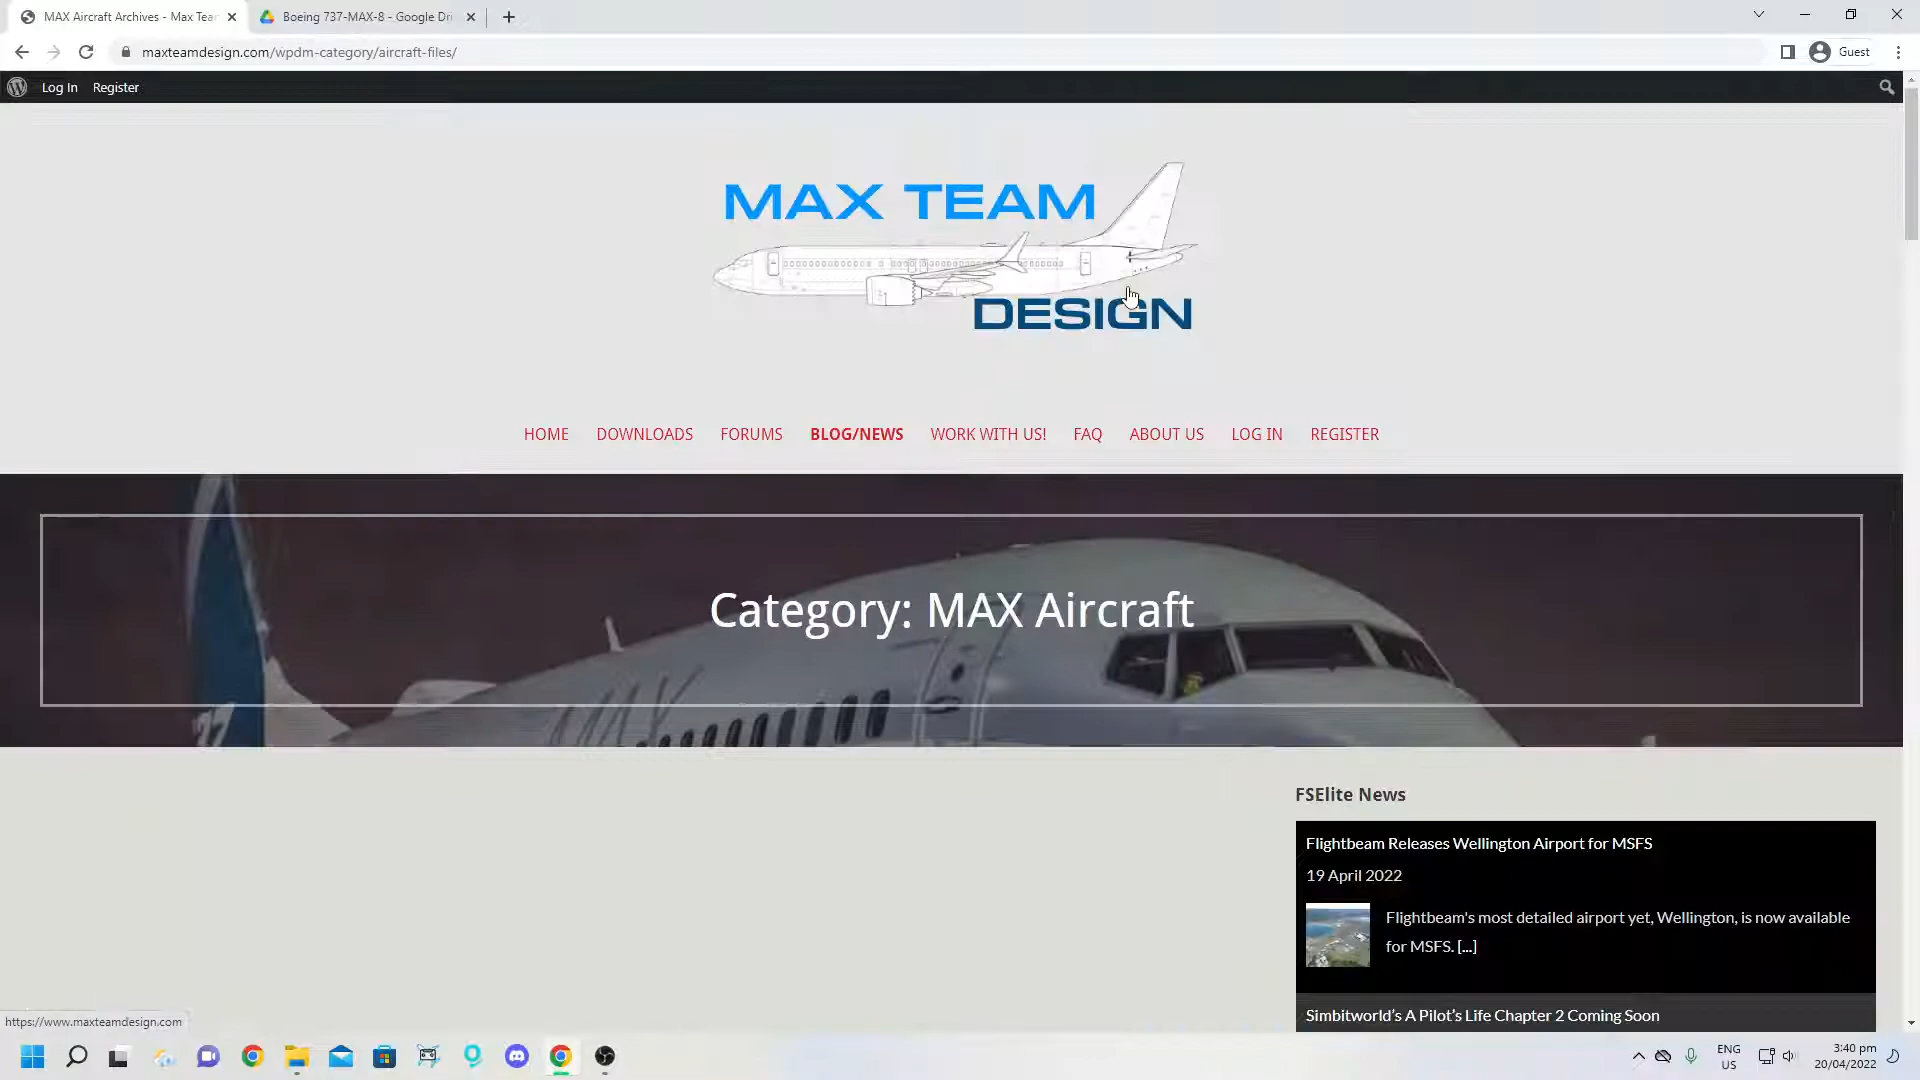 MAX Aircraft Archives - Max Tear
Boeing 737-MAX-8 - Google Dri
maxteamdesign.com/wpdm-category/aircraft-files/
Guest
Log In Register
MAX TEAM
DESIGN
HOME DOWNLOADS FORUMS BLOG/NEWS WORK WITH US! FAQ ABOUT US LOG IN REGISTER
Category: MAX Aircraft
FSElite News
Flightbeam Releases Wellington Airport for MSFS
19 April 2022
Flightbeam's most detailed airport yet, Wellington, is now available
for MSFS. [...]
Simbitworld's A Pilot's Life Chapter 2 Coming Soon
https://www.maxteamdesign.com
ENG
US
3:40 pm
20/04/2022